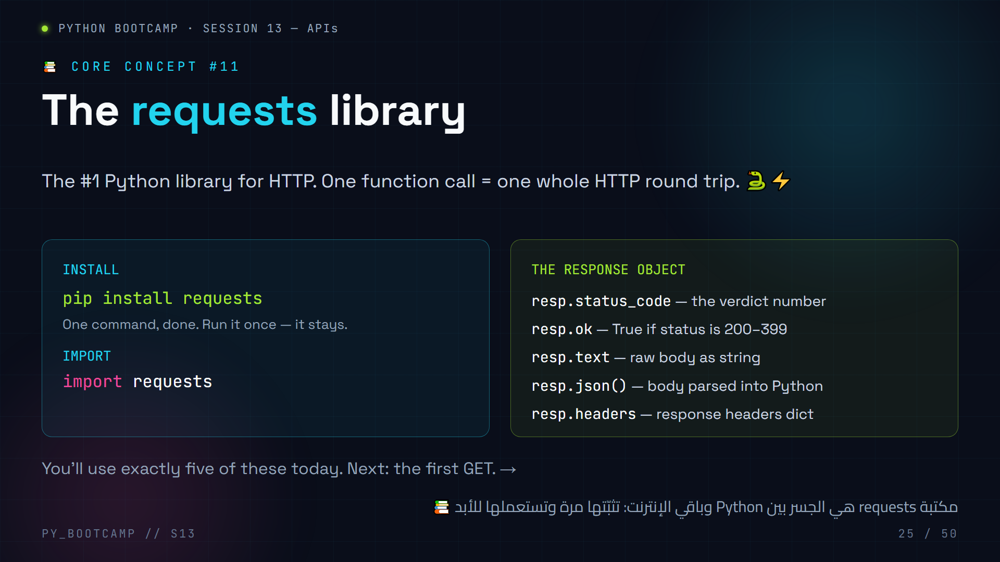 PYTHON BOOTCAMP · SESSION 13 — APIs
📚 CORE CONCEPT #11
The requests library
The #1 Python library for HTTP. One function call = one whole HTTP round trip. 🐍⚡
INSTALL
pip install requests
One command, done. Run it once — it stays.
IMPORT
import requests
THE RESPONSE OBJECT
resp.status_code — the verdict number
resp.ok — True if status is 200–399
resp.text — raw body as string
resp.json() — body parsed into Python
resp.headers — response headers dict
You’ll use exactly five of these today. Next: the first GET. →
مكتبة requests هي الجسر بين Python وباقي الإنترنت: تثبّتها مرة وتستعملها للأبد 📚
PY_BOOTCAMP // S13
25 / 50